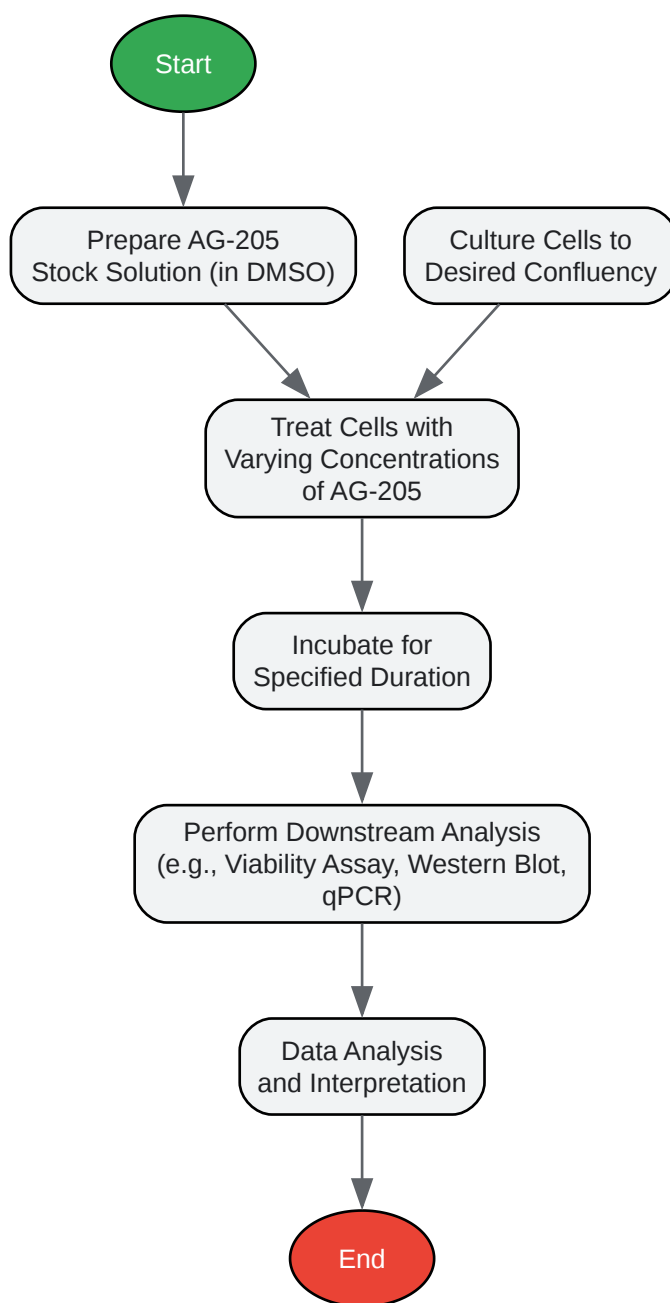 Start
Prepare AG-205
Stock Solution (in DMSO)
Culture Cells to
Desired Confluency
Treat Cells with
Varying Concentrations
of AG-205
Incubate for
Specified Duration
Perform Downstream Analysis
(e.g., Viability Assay, Western Blot,
qPCR)
Data Analysis
and Interpretation
End